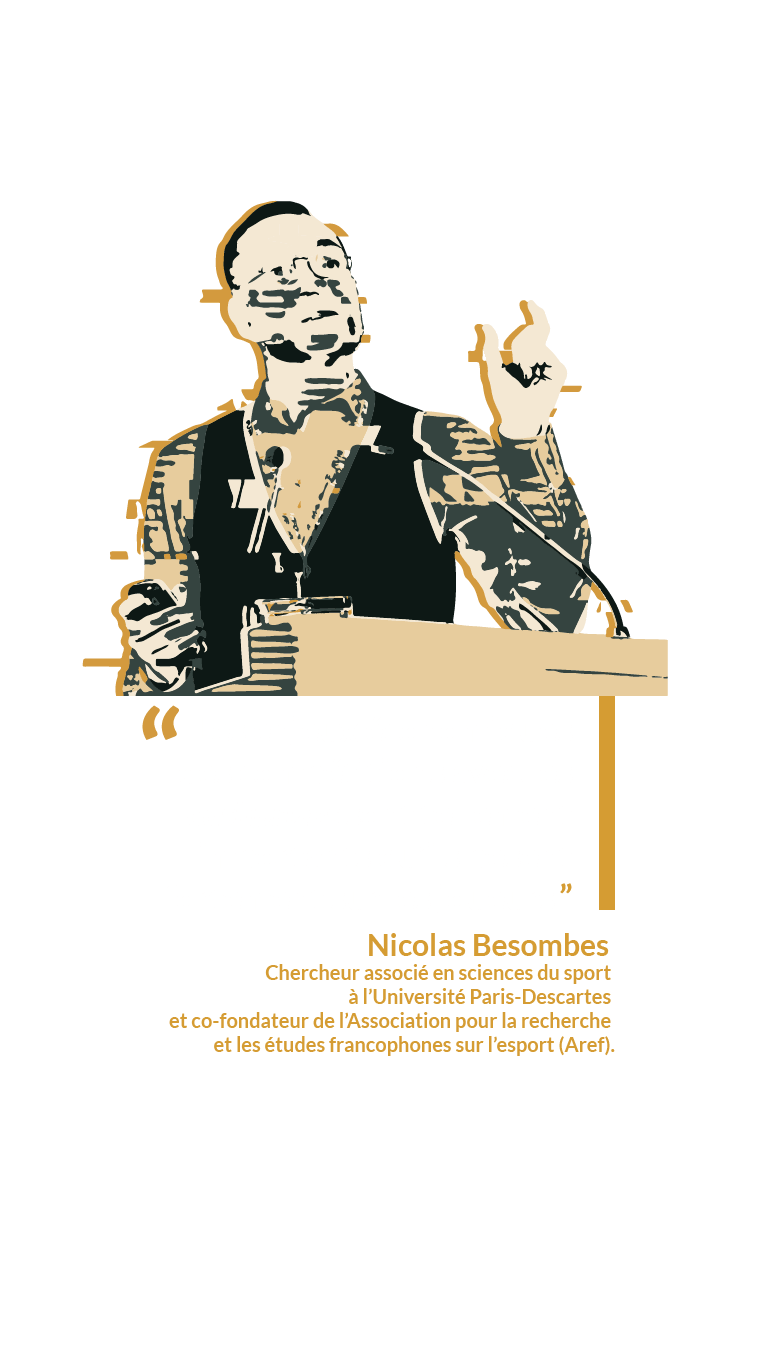 “
”
Nicolas Besombes
Chercheur associé en sciences du sport
à l’Université Paris-Descartes
et co-fondateur de l’Association pour la recherche
et les études francophones sur l’esport (Aref).